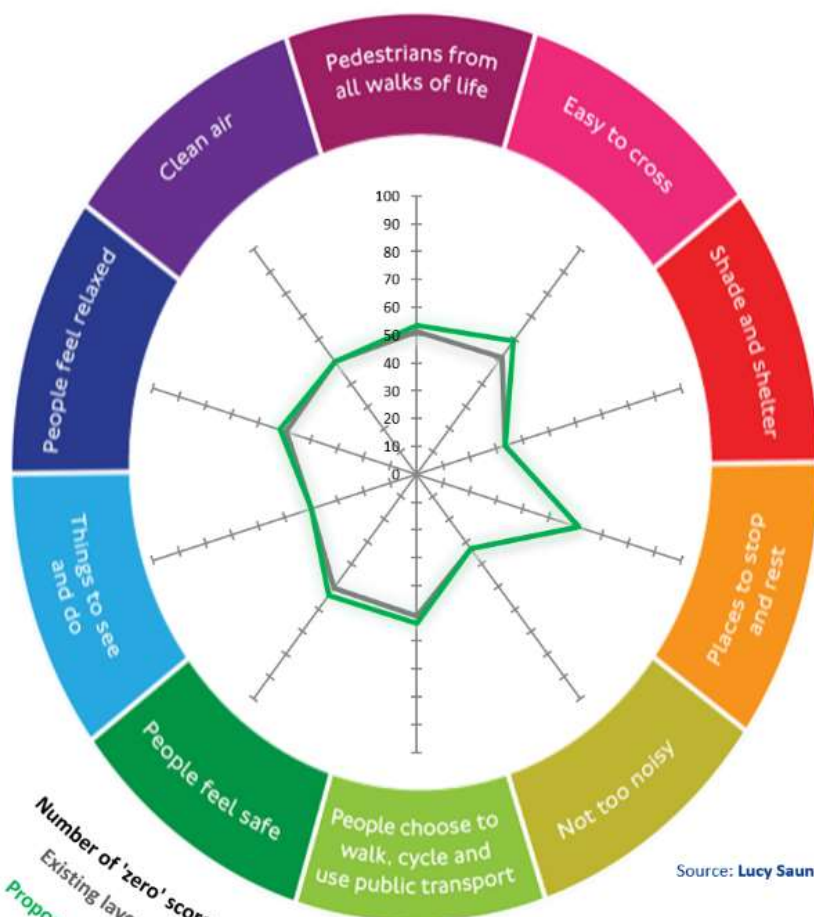 Pedestrians from
all walks of life
Easy to cross
Shade and shelter
Places to stop
and rest
Not too noisy
People choose to
walk, cycle and
use public transport
People feel safe
Things to see
and do
People feel relaxed
Clean air
100
90
80
70
60
50
40
30
20
10
0
Number of 'zero'
Existing
Source: Lucy